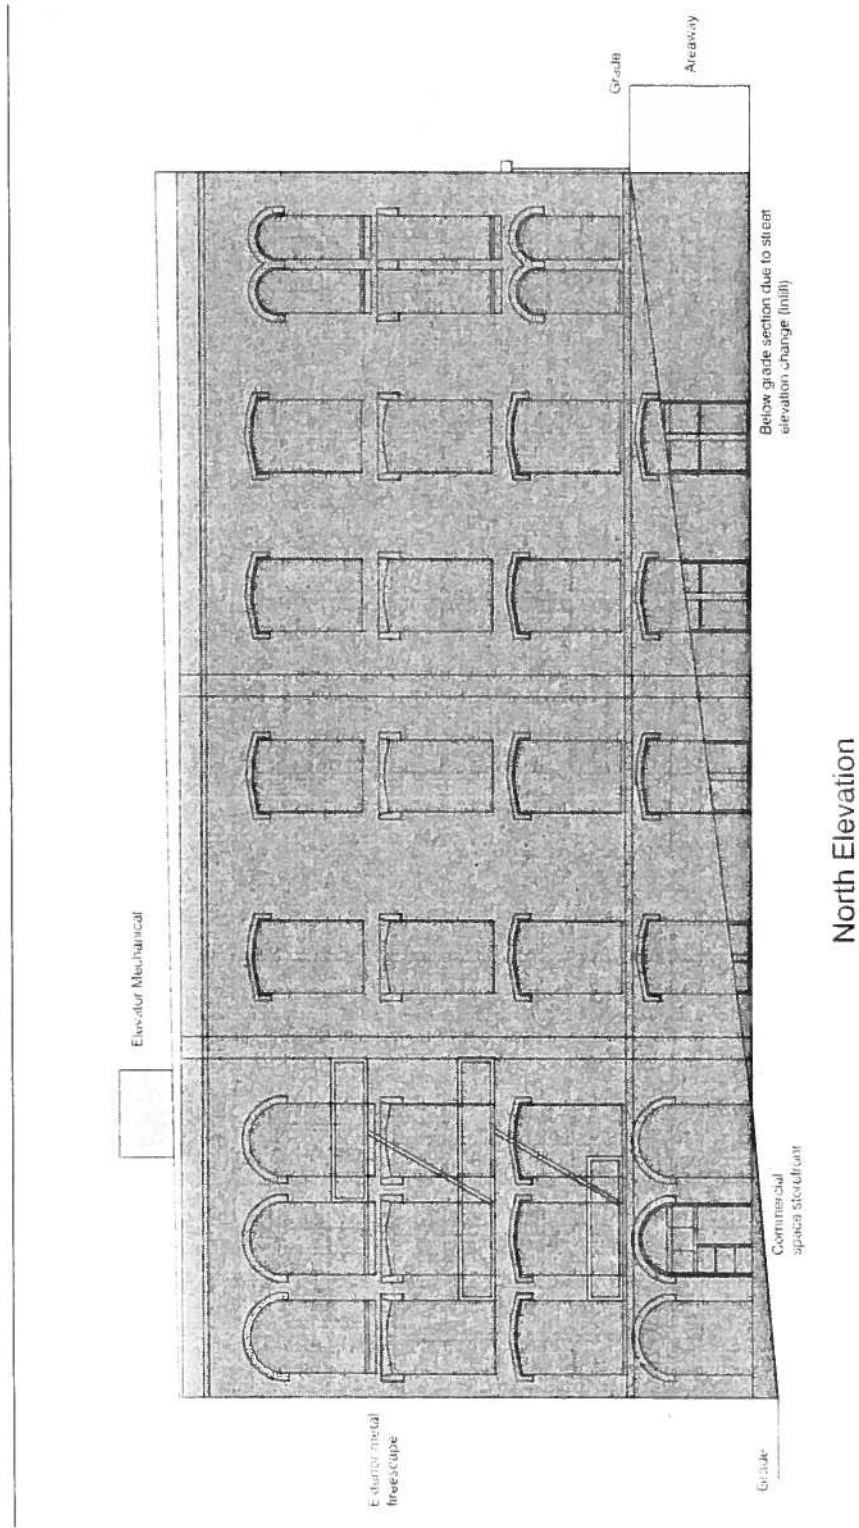 Elevator Mechanical
Exterior metal
fireescape
Grade
Areaway
Below grade section due to street
elevation change (infill)
Commercial
space storefront
Grade
North Elevation